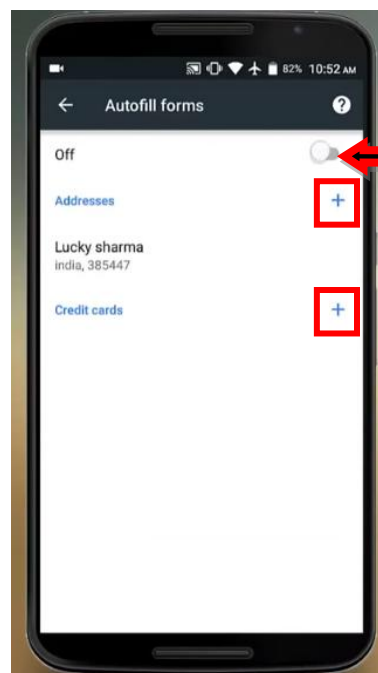 82% 10:52 AM
Autofill forms
Off
Addresses
Lucky sharma
india, 385447
Credit cards